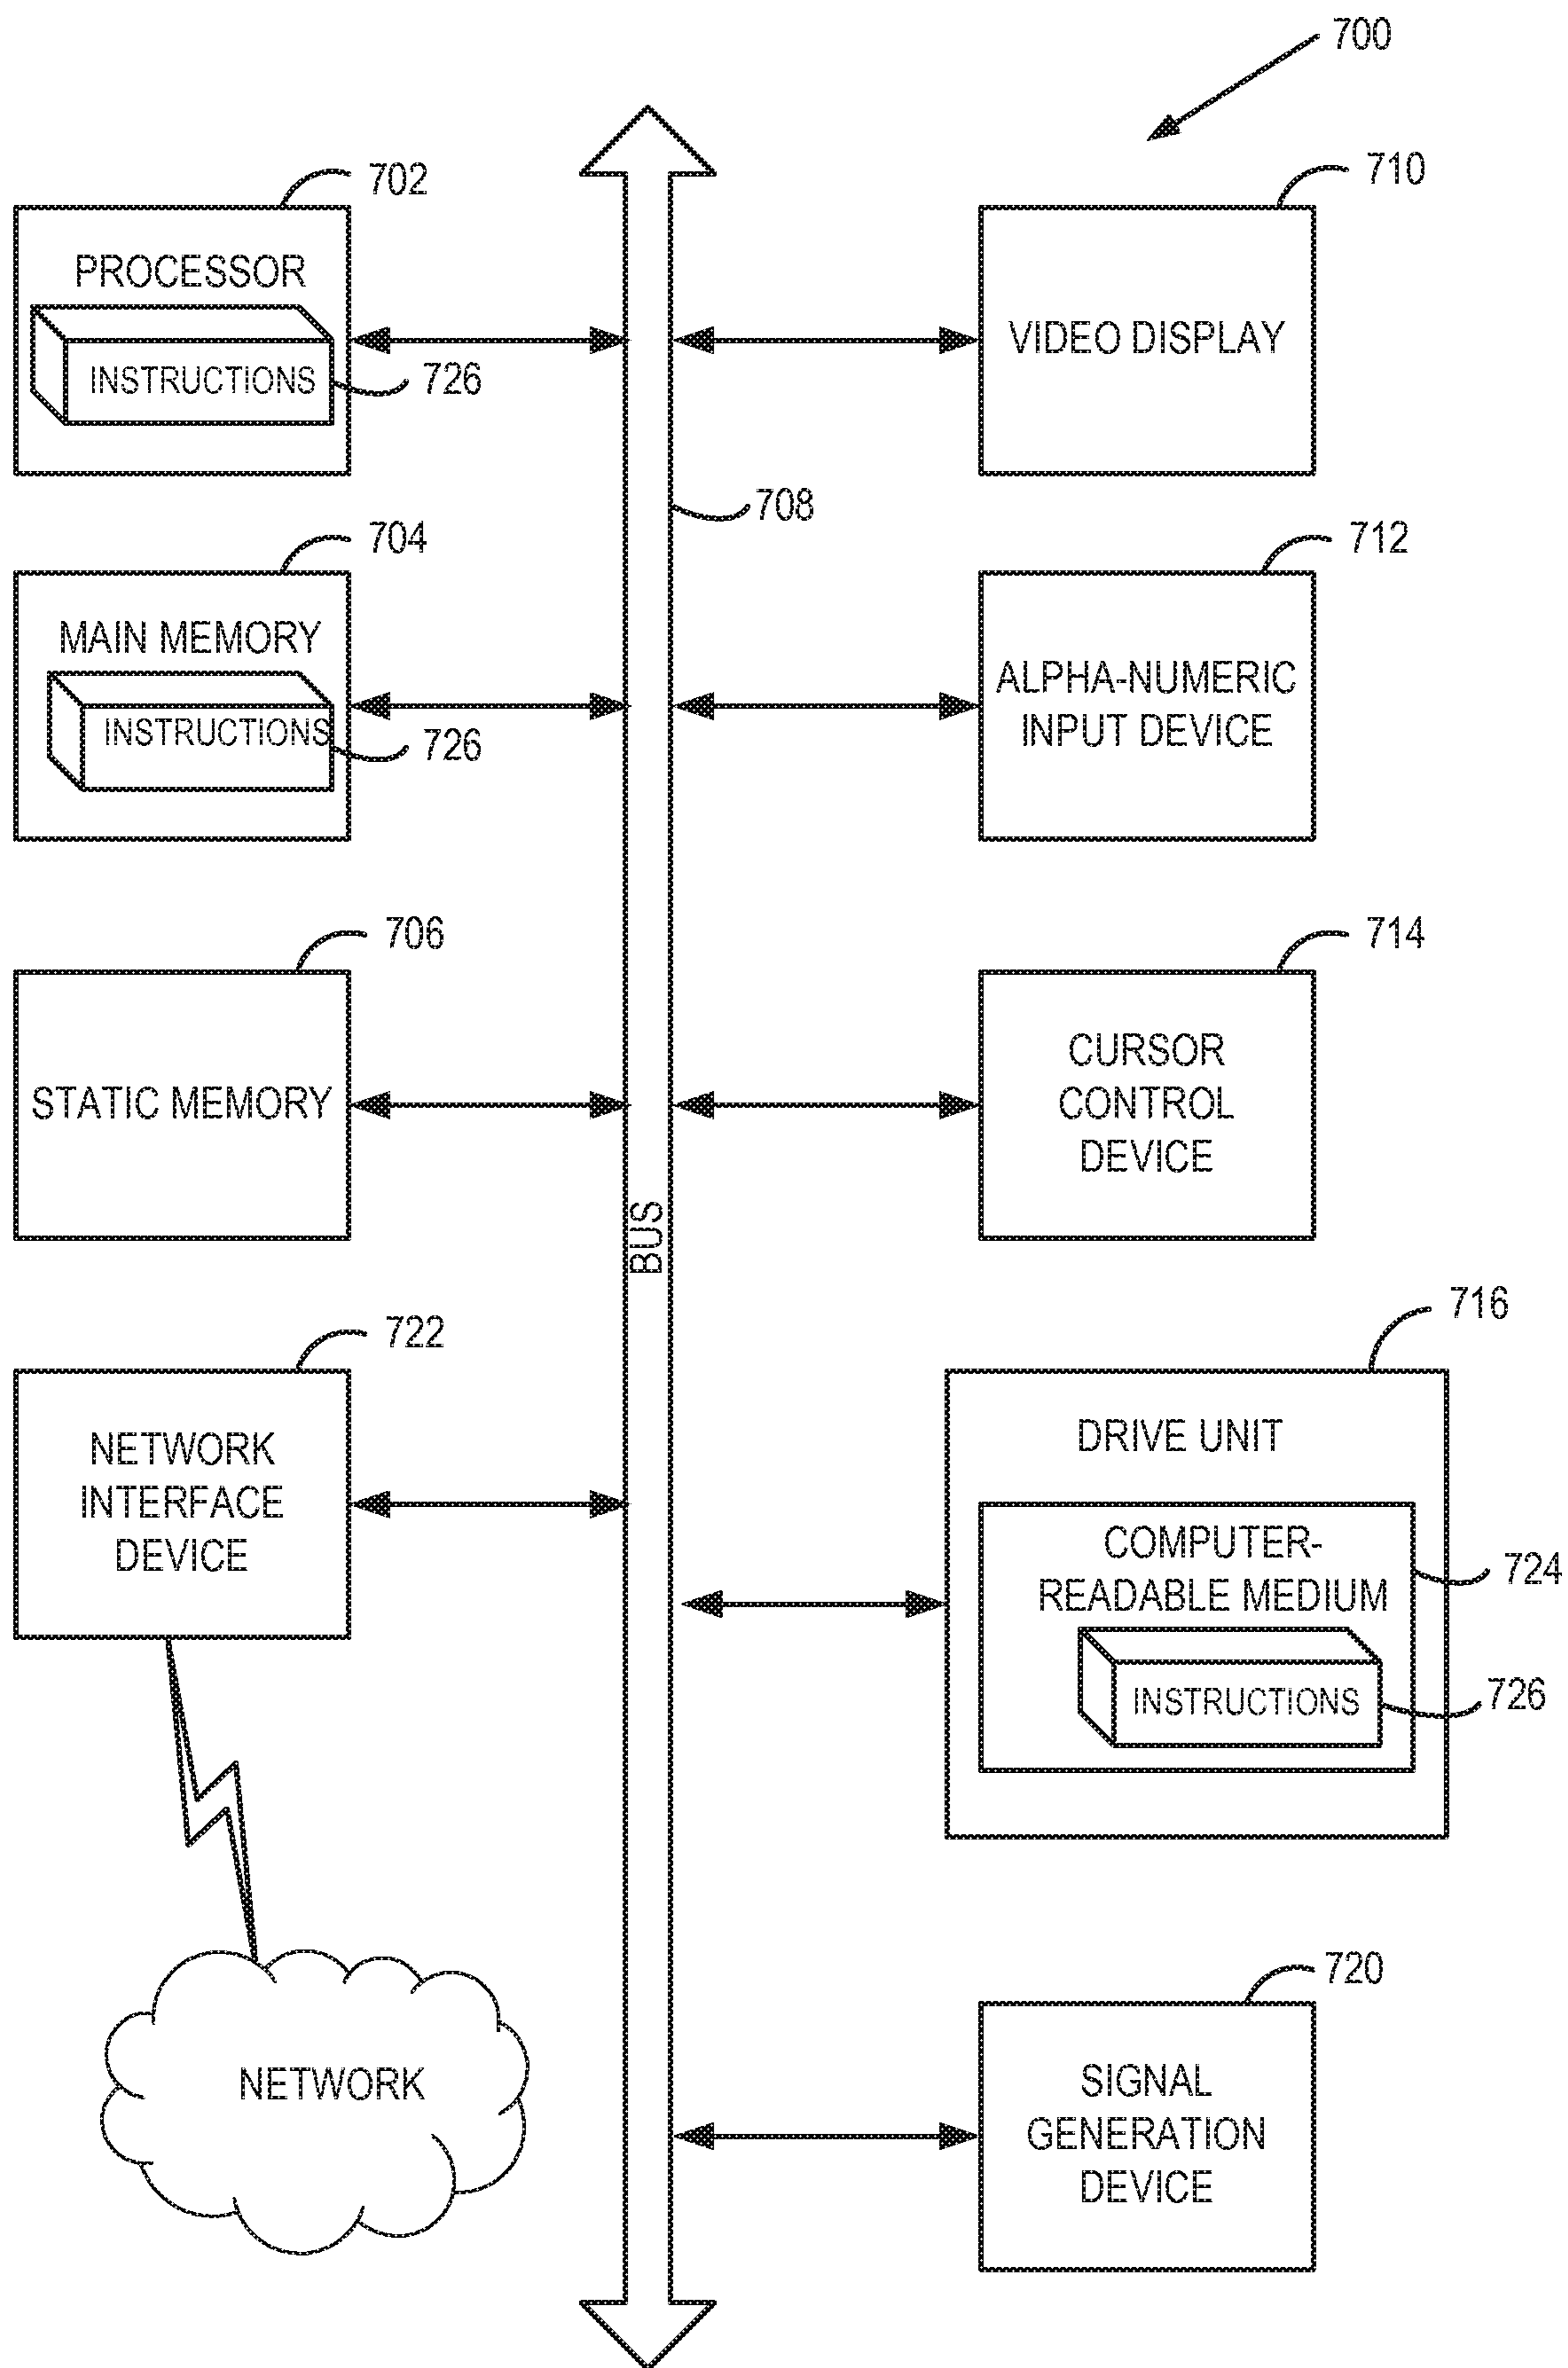 700
702
PROCESSOR
INSTRUCTIONS
726
704
MAIN MEMORY
INSTRUCTIONS
726
706
STATIC MEMORY
722
NETWORK
INTERFACE
DEVICE
NETWORK
BUS
708
710
VIDEO DISPLAY
712
ALPHA-NUMERIC
INPUT DEVICE
714
CURSOR
CONTROL
DEVICE
716
DRIVE UNIT
COMPUTER-
READABLE MEDIUM
724
INSTRUCTIONS
726
720
SIGNAL
GENERATION
DEVICE